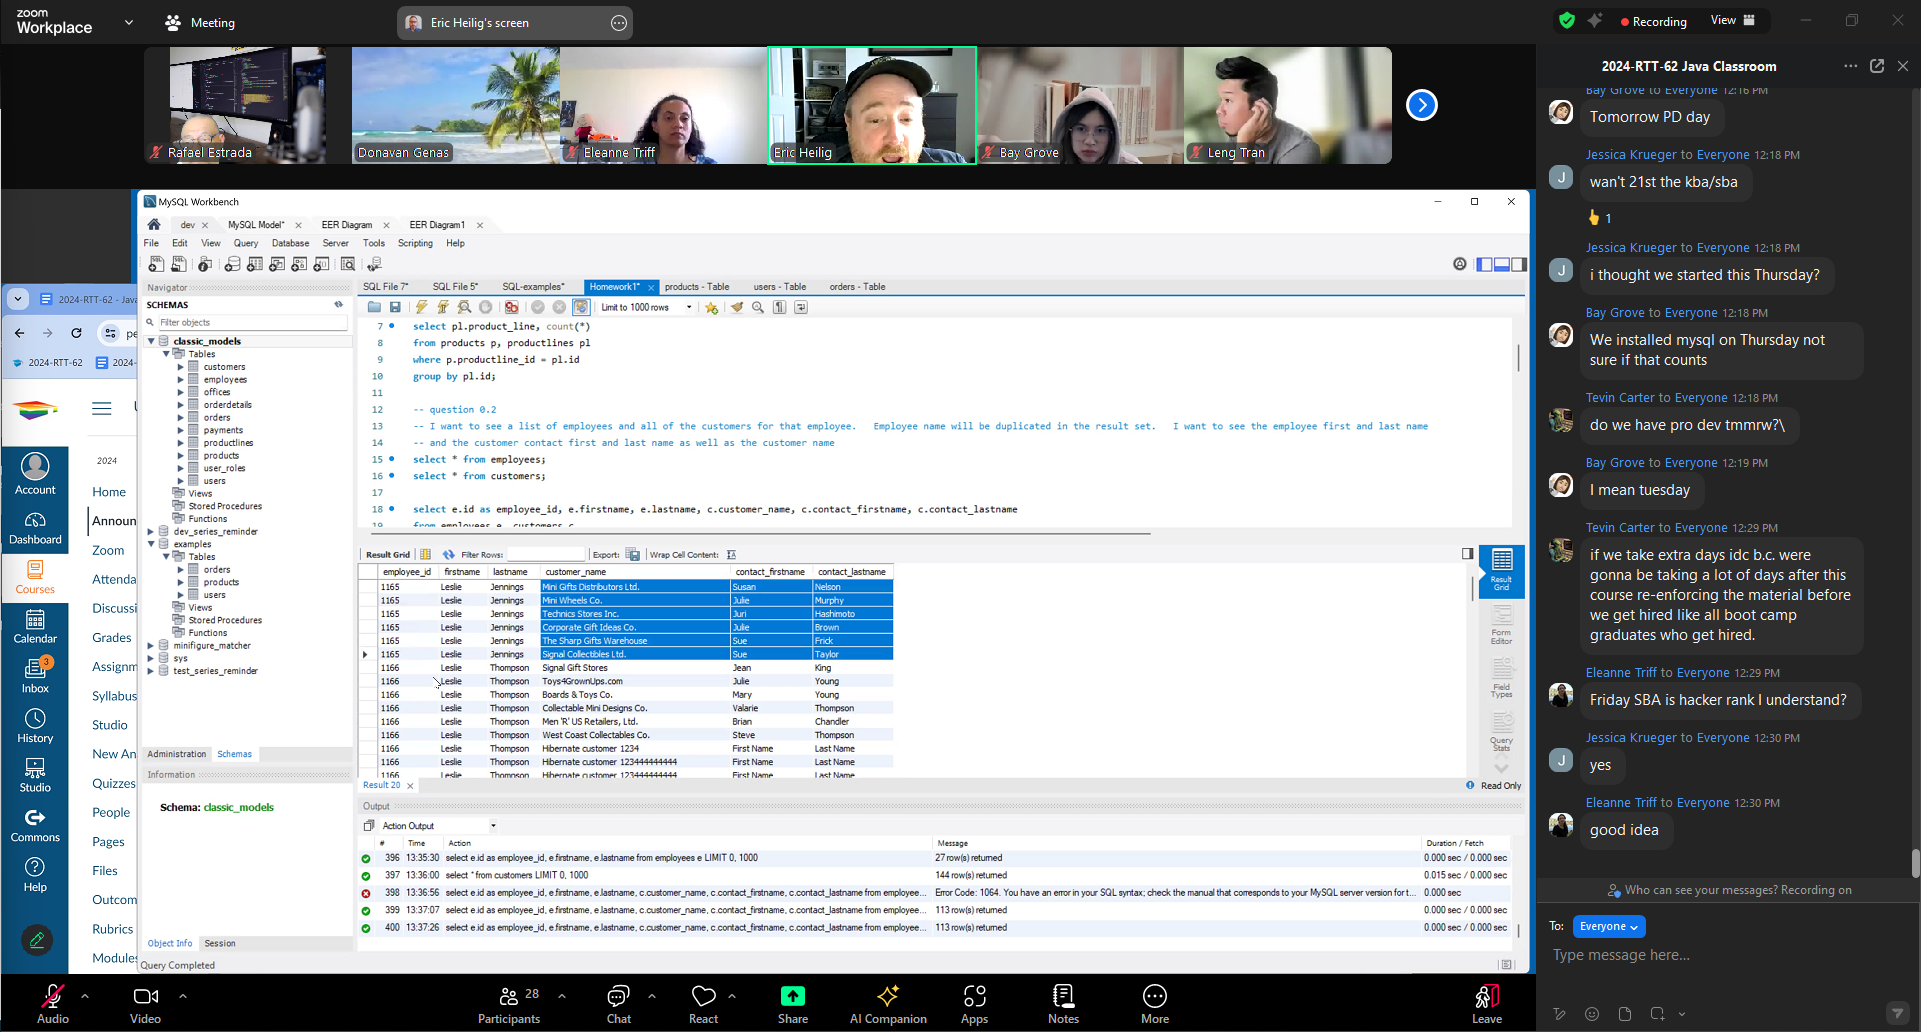 zoom
Workplace
Meeting
Eric Heilig's screen
Recording
View
Rafael Estrada
Donavan Genas
Eleanne Triff
Eric Heilig
Bay Grove
Leng Tran
MySQL Workbench
dev
MySQL Model*
EER Diagram
EER Diagram1
File Edit View Query Database Server Tools Scripting Help
Navigator
SCHEMAS
Filter objects
classic_models
Tables
customers
employees
offices
orderdetails
orders
payments
productlines
products
user_roles
users
Views
Stored Procedures
Functions
dev_series_reminder
examples
Tables
orders
products
users
Views
Stored Procedures
Functions
minifigure_matcher
sys
test_series_reminder
Administration Schemas
Information
Schema: classic_models
Object Info Session
Query Completed
SQL File 7* SQL File 5* SQL-examples* Homework1* products - Table users - Table orders - Table
Limit to 1000 rows
7 select pl.product_line, count(*)
8 from products p, productlines pl
9 where p.productline_id = pl.id
10 group by pl.id;
11
12 -- question 0.2
13 -- I want to see a list of employees and all of the customers for that employee. Employee name will be duplicated in the result set. I want to see the employee first and last name
14 -- and the customer contact first and last name as well as the customer name
15 select * from employees;
16 select * from customers;
17
18 select e.id as employee_id, e.firstname, e.lastname, c.customer_name, c.contact_firstname, c.contact_lastname
19 from employees e, customers c
Result Grid Filter Rows: Export: Wrap Cell Content:
employee_id firstname lastname customer_name contact_firstname contact_lastname
1165 Leslie Jennings Mini Gifts Distributors Ltd. Susan Nelson
1165 Leslie Jennings Mini Wheels Co. Julie Murphy
1165 Leslie Jennings Technics Stores Inc. Juri Hashimoto
1165 Leslie Jennings Corporate Gift Ideas Co. Julie Brown
1165 Leslie Jennings The Sharp Gifts Warehouse Sue Frick
1165 Leslie Jennings Signal Collectibles Ltd. Sue Taylor
1166 Leslie Thompson Signal Gift Stores Jean King
1166 Leslie Thompson Toys4GrownUps.com Julie Young
1166 Leslie Thompson Boards & Toys Co. Mary Young
1166 Leslie Thompson Collectable Mini Designs Co. Valarie Thompson
1166 Leslie Thompson Men 'R' US Retailers, Ltd. Brian Chandler
1166 Leslie Thompson West Coast Collectables Co. Steve Thompson
1166 Leslie Thompson Hibernate customer 1234 First Name Last Name
1166 Leslie Thompson Hibernate customer 123444444444 First Name Last Name
1166 Leslie Thompson Hibernate customer 123444444444 First Name Last Name
Result Grid
Form Editor
Field Types
Query Stats
Result 20
Read Only
Output
Action Output
# Time Action Message Duration / Fetch
396 13:35:30 select e.id as employee_id, e.firstname, e.lastname from employees e LIMIT 0, 1000 27 row(s) returned 0.000 sec / 0.000 sec
397 13:36:00 select * from customers LIMIT 0, 1000 144 row(s) returned 0.015 sec / 0.000 sec
398 13:36:56 select e.id as employee_id, e.firstname, e.lastname, c.customer_name, c.contact_firstname, c.contact_lastname from employee... Error Code: 1064. You have an error in your SQL syntax; check the manual that corresponds to your MySQL server version for t... 0.000 sec
399 13:37:07 select e.id as employee_id, e.firstname, e.lastname, c.customer_name, c.contact_firstname, c.contact_lastname from employee... 113 row(s) returned 0.000 sec / 0.000 sec
400 13:37:26 select e.id as employee_id, e.firstname, e.lastname, c.customer_name, c.contact_firstname, c.contact_lastname from employee... 113 row(s) returned 0.000 sec / 0.000 sec
2024-RTT-62 - Java
2024-RTT-62
2024-
2024
Account
Dashboard
Courses
Calendar
3
Inbox
History
Studio
Commons
Help
Home
Announ
Zoom
Attenda
Discussi
Grades
Assignm
Syllabus
Studio
New An
Quizzes
People
Pages
Files
Outcom
Rubrics
Modules
2024-RTT-62 Java Classroom
Bay Grove to Everyone 12:16 PM
Tomorrow PD day
Jessica Krueger to Everyone 12:18 PM
J
wan't 21st the kba/sba
1
Jessica Krueger to Everyone 12:18 PM
J
i thought we started this Thursday?
Bay Grove to Everyone 12:18 PM
We installed mysql on Thursday not
sure if that counts
Tevin Carter to Everyone 12:18 PM
do we have pro dev tmmrw?\
Bay Grove to Everyone 12:19 PM
I mean tuesday
Tevin Carter to Everyone 12:29 PM
if we take extra days idc b.c. were
gonna be taking a lot of days after this
course re-enforcing the material before
we get hired like all boot camp
graduates who get hired.
Eleanne Triff to Everyone 12:29 PM
Friday SBA is hacker rank I understand?
Jessica Krueger to Everyone 12:30 PM
J
yes
Eleanne Triff to Everyone 12:30 PM
good idea
Who can see your messages? Recording on
To: Everyone
Type message here...
Audio
Video
Participants
28
Chat
React
Share
AI Companion
Apps
Notes
More
Leave